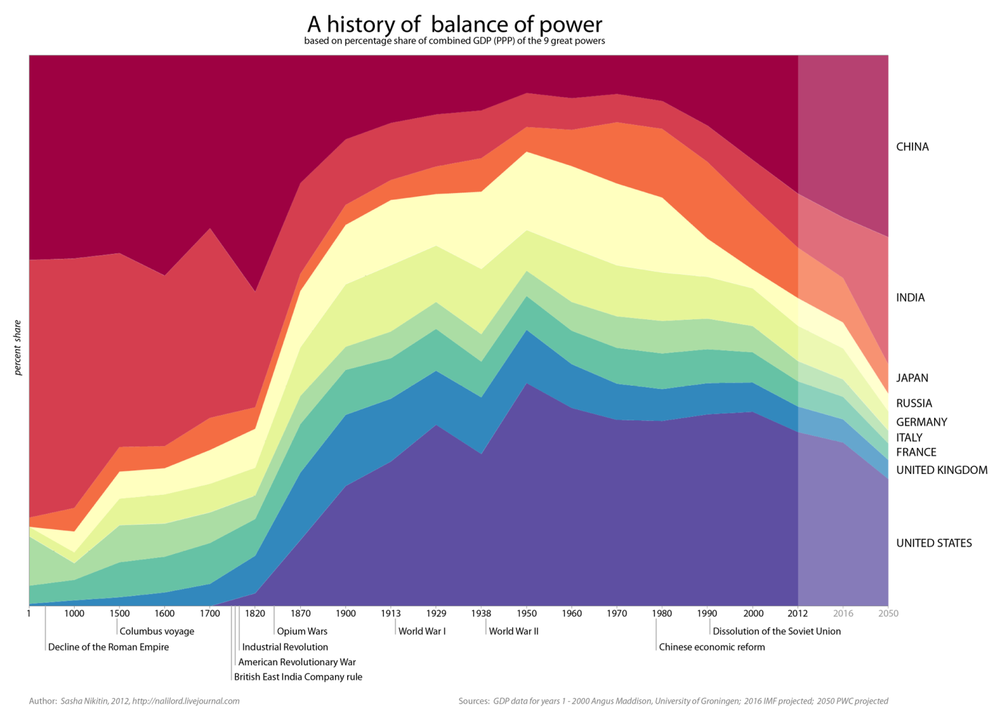 A history of balance of power
based on percentage share of combined GDP (PPP) of the 9 great powers
percent share
CHINA
INDIA
JAPAN
RUSSIA
GERMANY
ITALY
FRANCE
UNITED KINGDOM
UNITED STATES
1 1000 1500 1600 1700 1820 1870 1900 1913 1929 1938 1950 1960 1970 1980 1990 2000 2012 2016 2050
Columbus voyage Opium Wars World War I World War II Dissolution of the Soviet Union
Decline of the Roman Empire Industrial Revolution Chinese economic reform
American Revolutionary War
British East India Company rule
Author: Sasha Nikitin, 2012, http://nalilord.livejournal.com Sources: GDP data for years 1 - 2000 Angus Maddison, University of Groningen; 2016 IMF projected; 2050 PWC projected